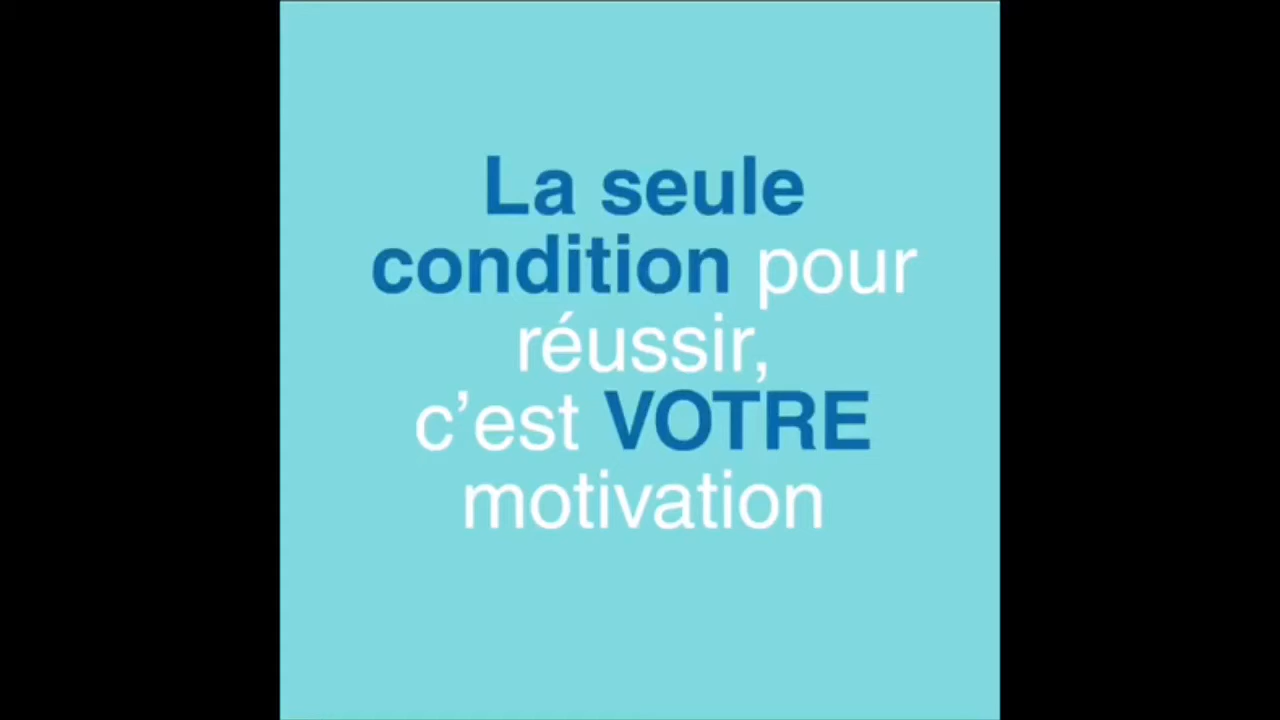 La seule
condition pour
réussir,
c’est VOTRE
motivation